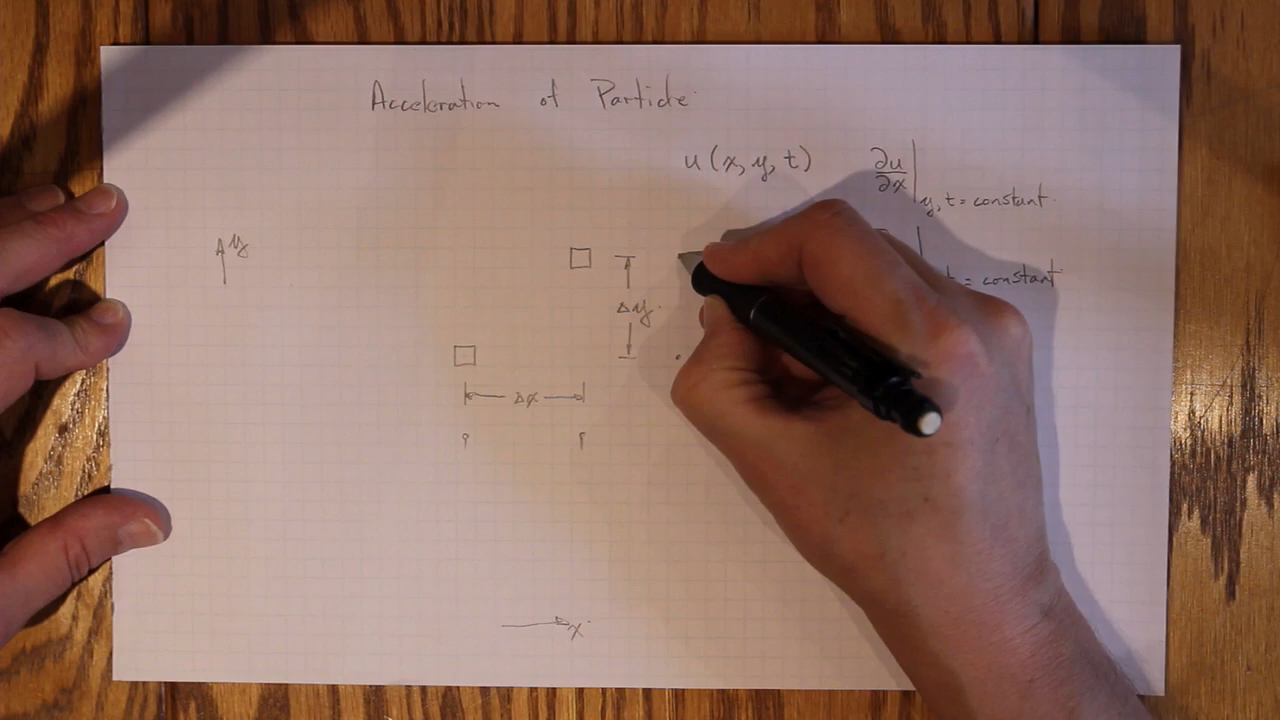 Acceleration of Particle
u (x, y, t)
∂u
∂x
y, t = constant
t = constant
y
Δy
Δx
x